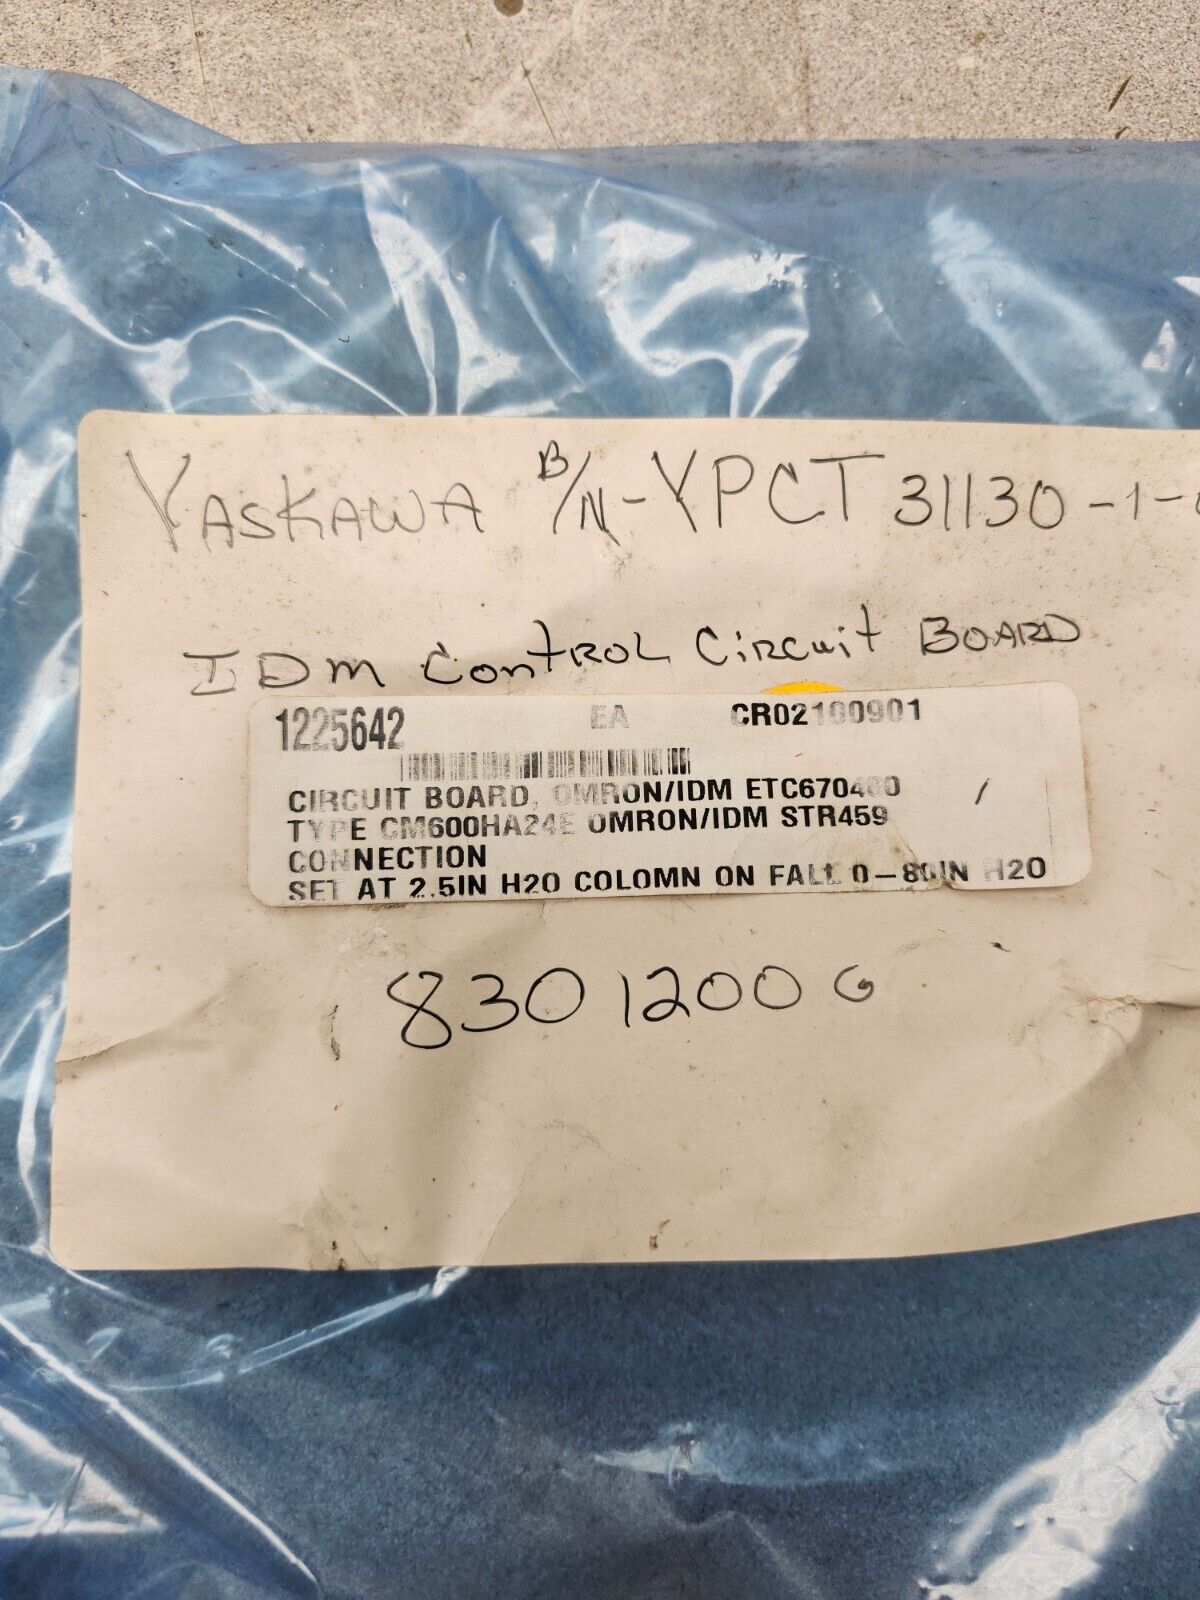 YASKAWA B/N-YPCT 31130-1-
IDM CONTROL CIRCUIT BOARD
1225642 EA CR02100901
CIRCUIT BOARD, OMRON/IDM ETC670480 /
TYPE CM600HA24E OMRON/IDM STR459
CONNECTION
SET AT 2.5IN H2O COLOMN ON FALL 0-80IN H2O
8301200G